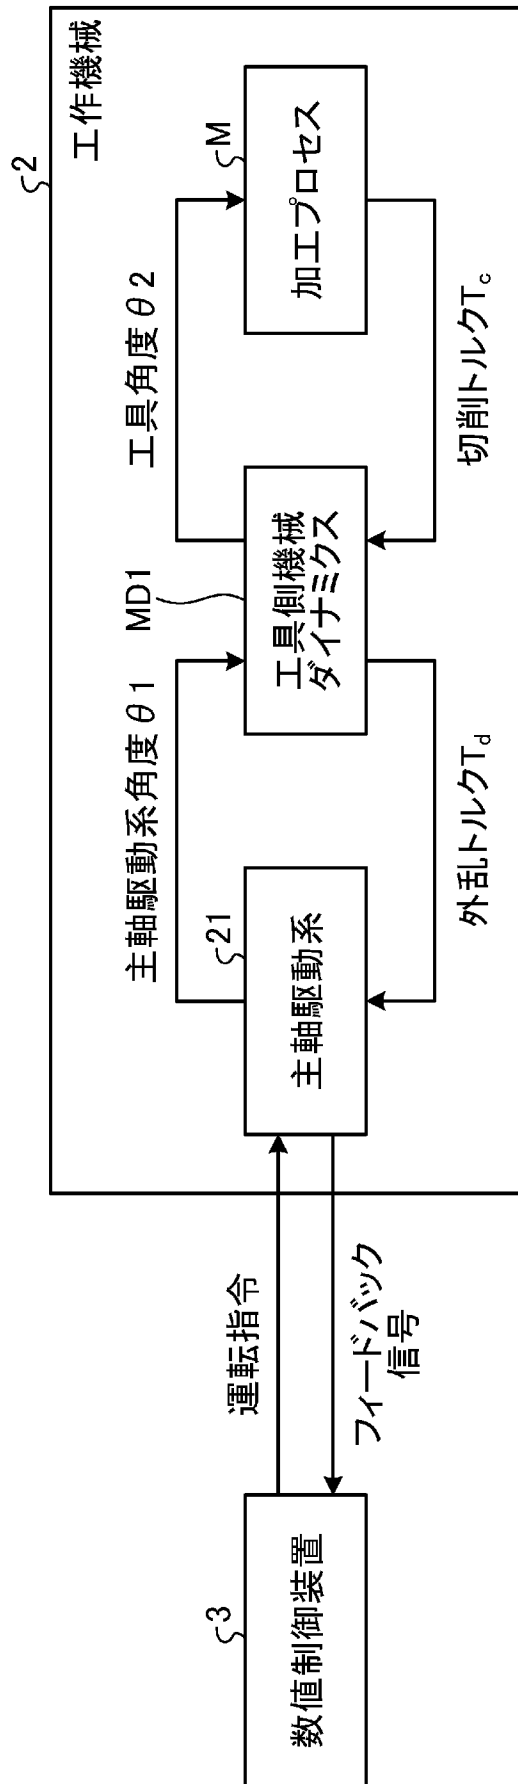 2
工作機械
主軸駆動系角度θ1
MD1
工具角度θ2
3
21
M
数値制御装置
運転指令
フィードバック
信号
主軸駆動系
工具側機械
ダイナミクス
加工プロセス
外乱トルクTd
切削トルクTc